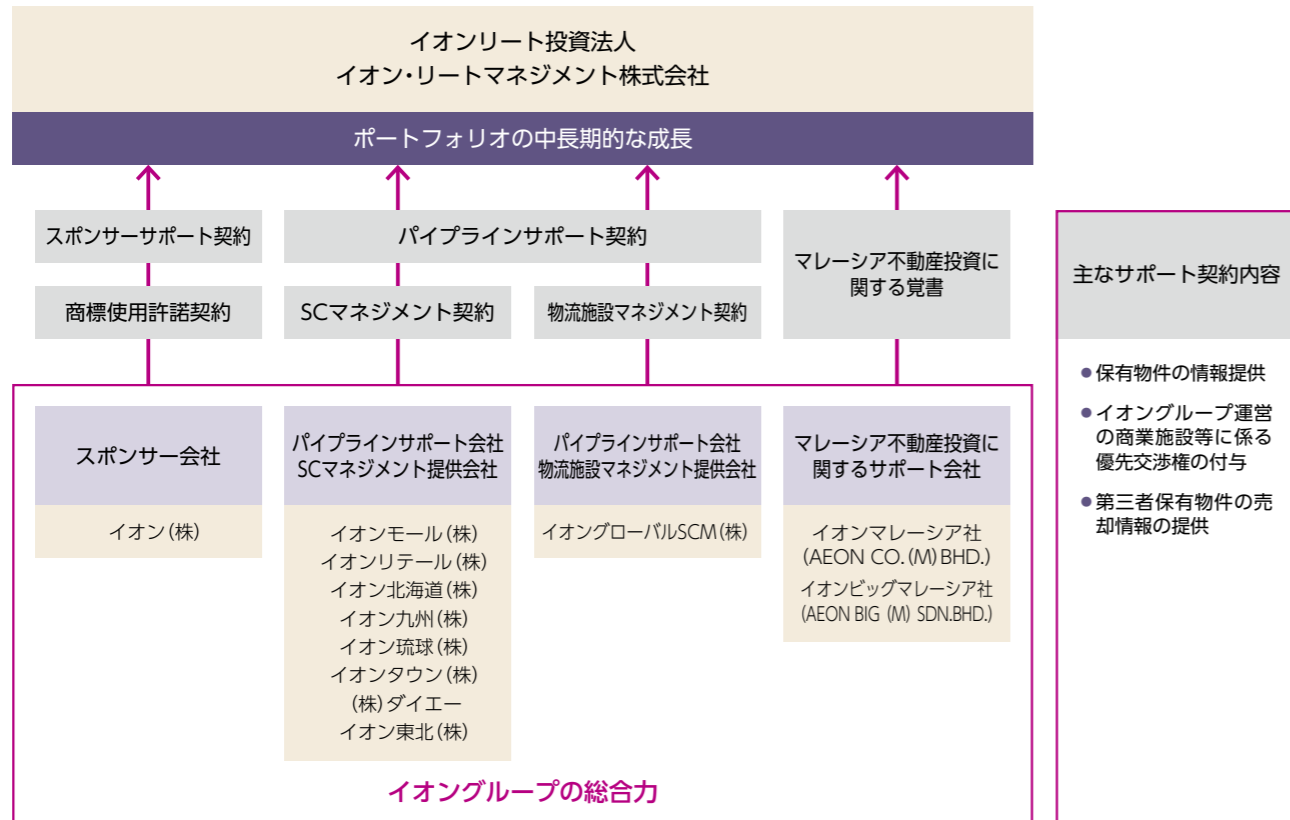 イオンリート投資法人
イオン・リートマネジメント株式会社
ポートフォリオの中長期的な成長
スポンサーサポート契約
パイプラインサポート契約
マレーシア不動産投資に
関する覚書
商標使用許諾契約
SCマネジメント契約
物流施設マネジメント契約
スポンサー会社
イオン(株)
パイプラインサポート会社
SCマネジメント提供会社
イオンモール(株)
イオンリテール(株)
イオン北海道(株)
イオン九州(株)
イオン琉球(株)
イオンタウン(株)
(株)ダイエー
イオン東北(株)
パイプラインサポート会社
物流施設マネジメント提供会社
イオングローバルSCM(株)
マレーシア不動産投資に
関するサポート会社
イオンマレーシア社
(AEON CO.(M)BHD.)
イオンビッグマレーシア社
(AEON BIG (M) SDN.BHD.)
イオングループの総合力
主なサポート契約内容
●保有物件の情報提供
●イオングループ運営
の商業施設等に係る
優先交渉権の付与
●第三者保有物件の売
却情報の提供